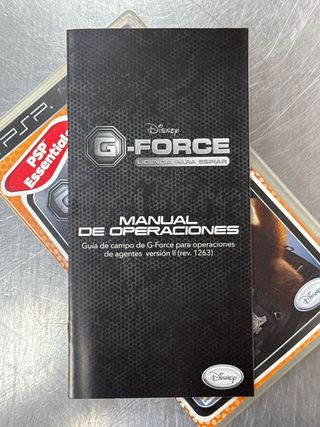 Disney
G-FORCE
LICENCIA PARA ESPIAR
MANUAL
DE OPERACIONES
Guía de campo de G-Force para operaciones
de agentes versión II (rev. 1263)
Disney
PSP
PSP
Essentials
Disney